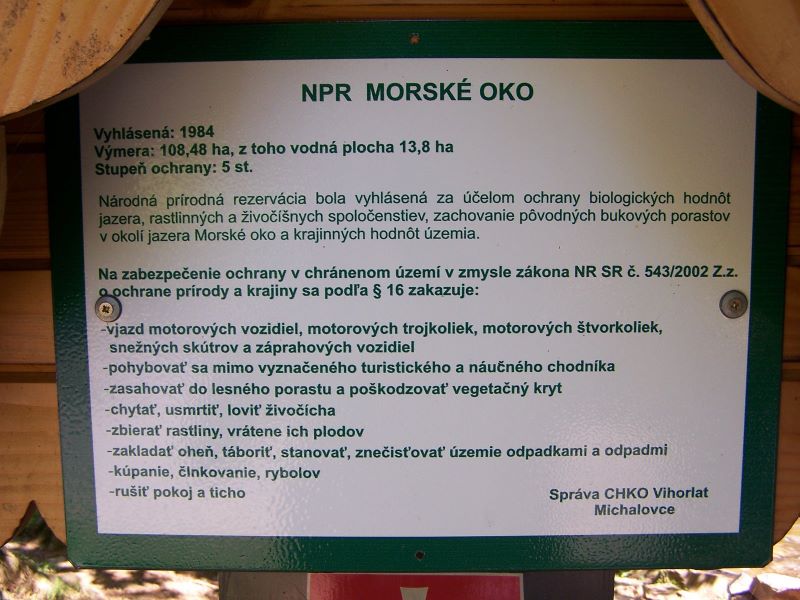 NPR MORSKÉ OKO
Vyhlásená: 1984
Výmera: 108,48 ha, z toho vodná plocha 13,8 ha
Stupeň ochrany: 5 st.
Národná prírodná rezervácia bola vyhlásená za účelom ochrany biologických hodnôt
jazera, rastlinných a živočíšnych spoločenstiev, zachovanie pôvodných bukových porastov
v okolí jazera Morské oko a krajinných hodnôt územia.
Na zabezpečenie ochrany v chránenom území v zmysle zákona NR SR č. 543/2002 Z.z.
o ochrane prírody a krajiny sa podľa § 16 zakazuje:
-vjazd motorových vozidiel, motorových trojkoliek, motorových štvorkoliek,
snežných skútrov a záprahových vozidiel
-pohybovať sa mimo vyznačeného turistického a náučného chodníka
-zasahovať do lesného porastu a poškodzovať vegetačný kryt
-chytať, usmrtiť, loviť živočícha
-zbierať rastliny, vrátene ich plodov
-zakladať oheň, táboriť, stanovať, znečisťovať územie odpadkami a odpadmi
-kúpanie, člnkovanie, rybolov
-rušiť pokoj a ticho
Správa CHKO Vihorlat
Michalovce